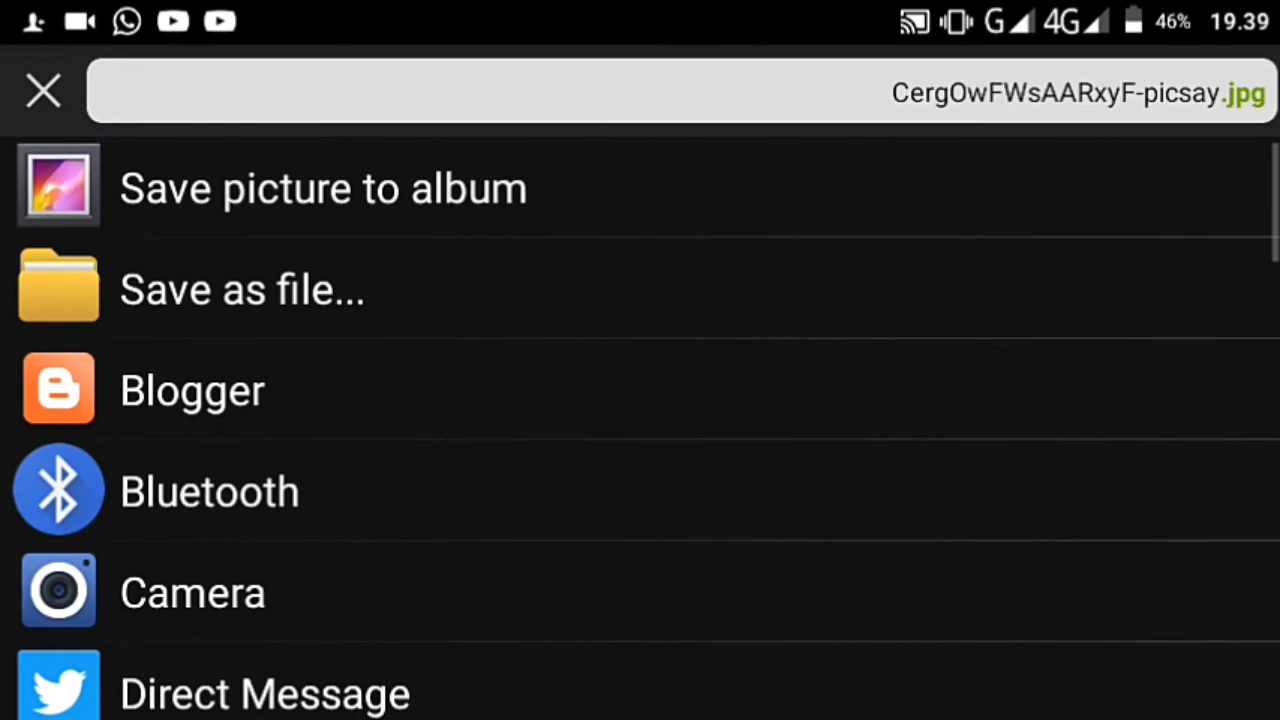 G 4G 46% 19.39
CergOwFWsAARxyF-picsay.jpg
Save picture to album
Save as file...
Blogger
Bluetooth
Camera
Direct Message